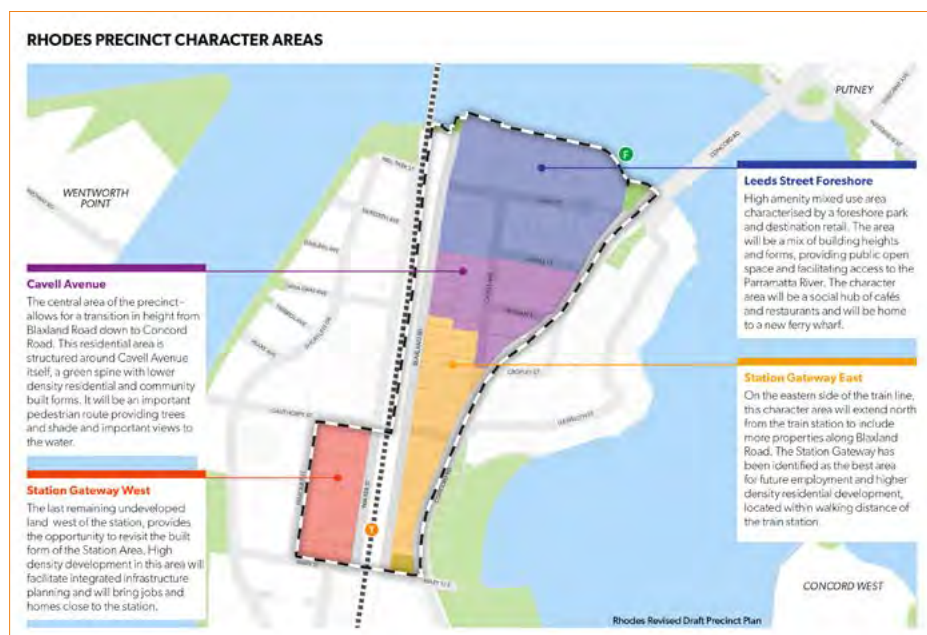 RHODES PRECINCT CHARACTER AREAS
PUTNEY
CONCORD RD
WENTWORTH
POINT
F
Leeds Street Foreshore
High amenity mixed use area
characterised by a foreshore park
and destination retail. The area
will be a mix of building heights
and forms, providing public open
space and facilitating access to the
Parramatta River. The character
area will be a social hub of cafés
and restaurants and will be home
to a new ferry wharf.
Cavell Avenue
The central area of the precinct–
allows for a transition in height from
Blaxland Road down to Concord
Road. This residential area is
structured around Cavell Avenue
itself, a green spine with lower
density residential and community
built forms. It will be an important
pedestrian route providing trees
and shade and important views to
the water.
BLAXLAND RD
Station Gateway East
On the eastern side of the train line,
this character area will extend north
from the train station to include
more properties along Blaxland
Road. The Station Gateway has
been identified as the best area
for future employment and higher
density residential development,
located within walking distance of
the train station.
Station Gateway West
The last remaining undeveloped
land west of the station, provides
the opportunity to revisit the built
form of the Station Area. High
density development in this area will
facilitate integrated infrastructure
planning and will bring jobs and
homes close to the station.
T
MARY ST
CONCORD WEST
Rhodes Revised Draft Precinct Plan